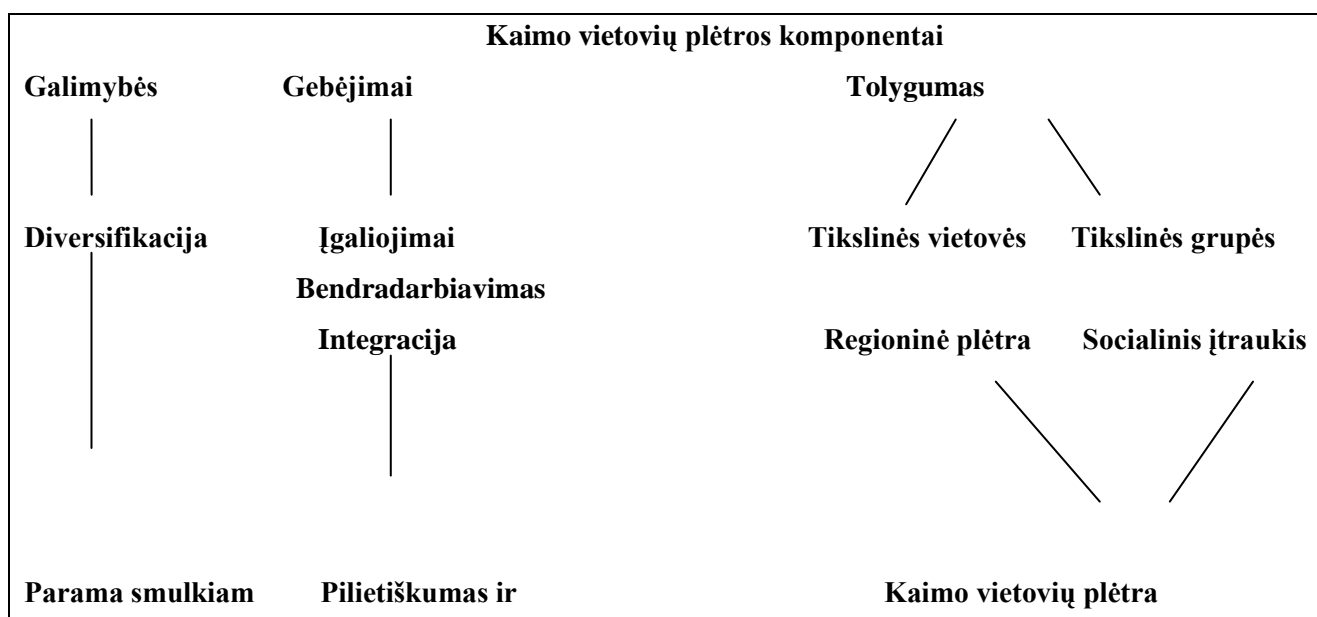 Kaimo vietovių plėtros komponentai
Galimybės Gebėjimai Tolygumas
Diversifikacija Įgaliojimai Tikslinės vietovės Tikslinės grupės
Bendradarbiavimas
Integracija Regioninė plėtra Socialinis įtraukis
Parama smulkiam Pilietiškumas ir Kaimo vietovių plėtra